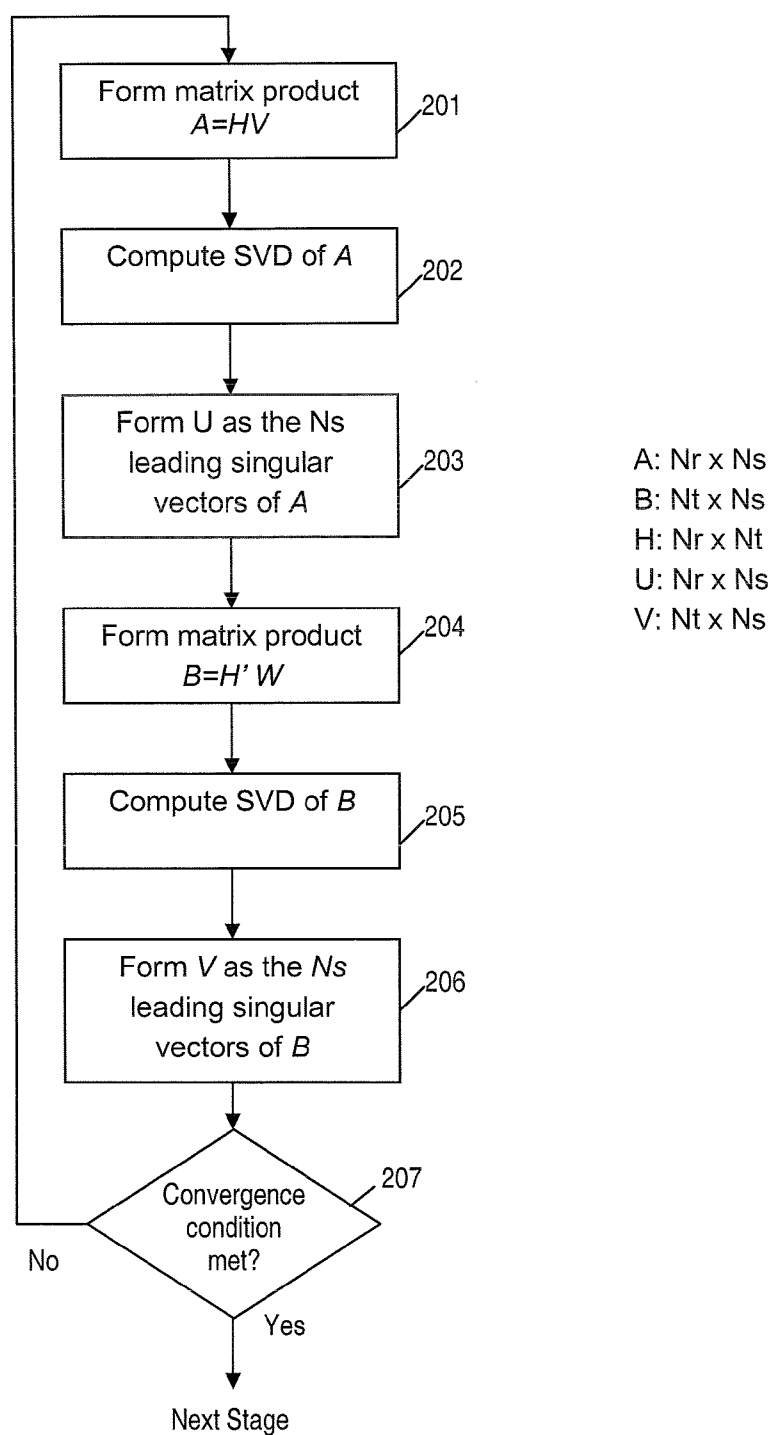 Form matrix product
A=HV
201
Compute SVD of A
202
Form U as the Ns
leading singular
vectors of A
203
A: Nr x Ns
B: Nt x Ns
H: Nr x Nt
U: Nr x Ns
V: Nt x Ns
Form matrix product
B=H' W
204
Compute SVD of B
205
Form V as the Ns
leading singular
vectors of B
206
Convergence
condition
met?
207
No
Yes
Next Stage